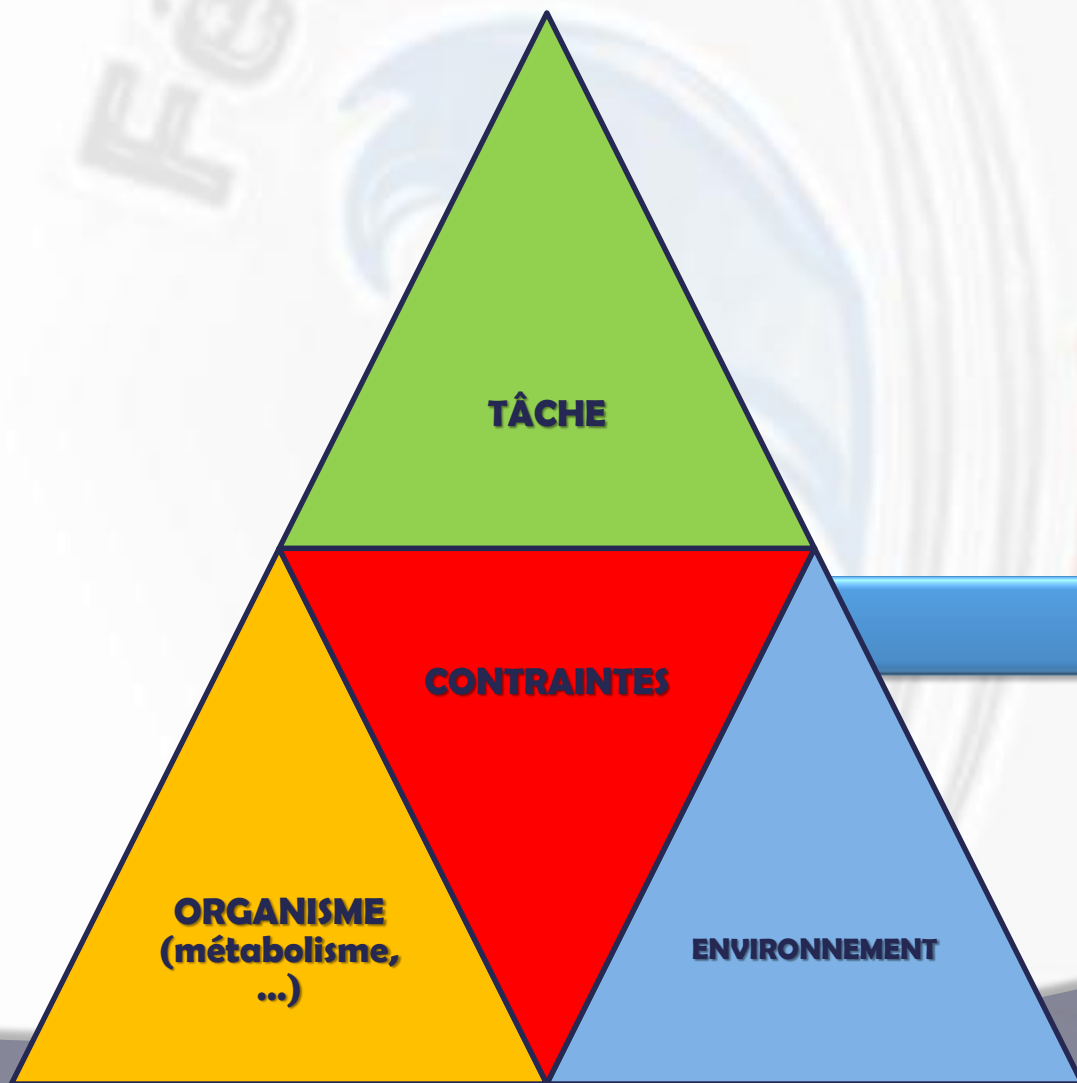 TÂCHE
CONTRAINTES
ORGANISME
(métabolisme,
...)
ENVIRONNEMENT